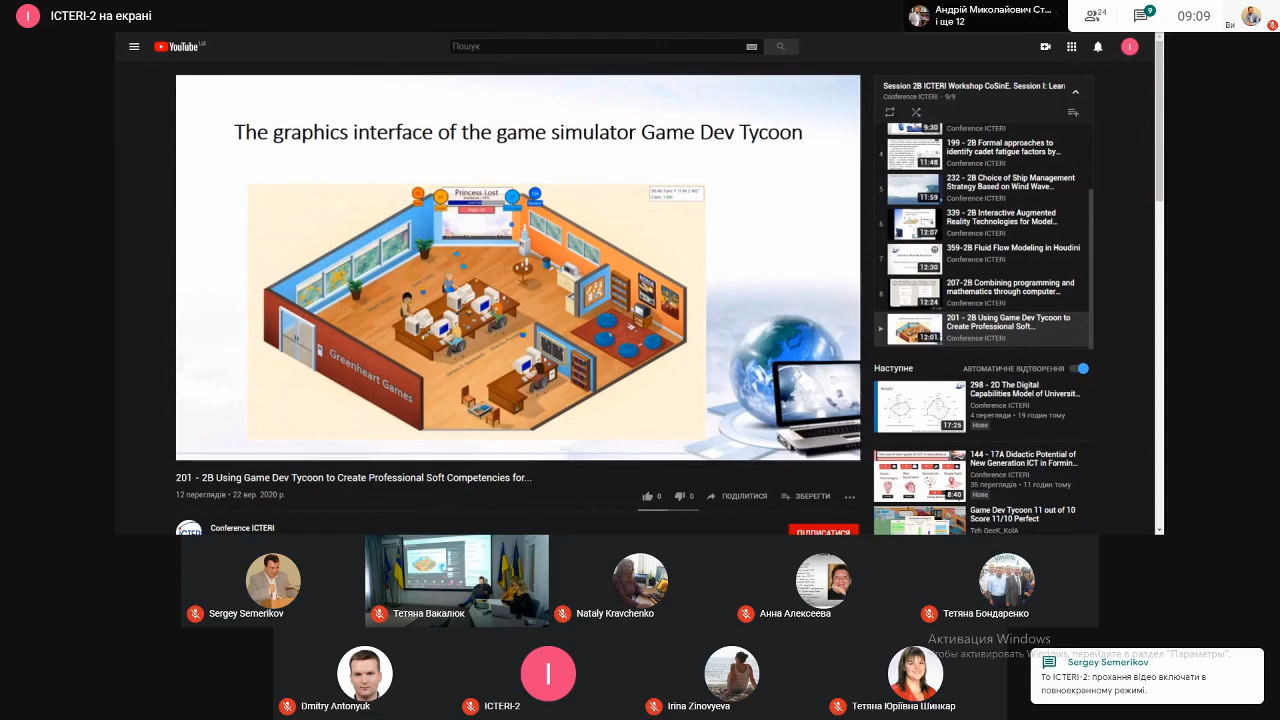 ICTERI-2 на екрані
Андрій Миколайович Ст...
і ще 12
24
9
09:09
Ви
YouTube UA
Пошук
The graphics interface of the game simulator Game Dev Tycoon
Princess Lost
Greenheart Games
Session 2B ICTERI Workshop CoSinE. Session I: Learn
Conference ICTERI - 9/9
9:30
Conference ICTERI
4
11:48
199 - 2B Formal approaches to
identify cadet fatigue factors by...
Conference ICTERI
5
11:59
232 - 2B Choice of Ship Management
Strategy Based on Wind Wave...
Conference ICTERI
6
12:07
339 - 2B Interactive Augmented
Reality Technologies for Model...
Conference ICTERI
7
12:30
359-2B Fluid Flow Modeling in Houdini
Conference ICTERI
8
12:24
207-2B Combining programming and
mathematics through computer...
Conference ICTERI
12:01
201 - 2B Using Game Dev Tycoon to
Create Professional Soft...
Conference ICTERI
Наступне
АВТОМАТИЧНЕ ВІДТВОРЕННЯ
17:25
298 - 2D The Digital
Capabilities Model of Universit...
Conference ICTERI
4 перегляди • 19 годин тому
Нове
8:40
144 - 17A Didactic Potential of
New Generation ICT in Formin...
Conference ICTERI
35 переглядів • 11 годин тому
Нове
Game Dev Tycoon 11 out of 10
Score 11/10 Perfect
Teh GeeK_KolA
201 - 2B Using Game Dev Tycoon to Create Professional Soft Competencies
12 переглядів • 22 вер. 2020 р.
0
0
ПОДІЛИТИСЯ
ЗБЕРЕГТИ
Conference ICTERI
ПІДПИСАТИСЯ
Sergey Semerikov
Тетяна Вакалюк
Nataly Kravchenko
Анна Алексеева
Тетяна Бондаренко
Dmitry Antonyuk
I
ICTERI-2
Irina Zinovyeva
Тетяна Юріївна Шинкар
Активация Windows
Чтобы активировать Windows, перейдите в раздел "Параметры".
Sergey Semerikov
То ICTERI-2: прохання відео включати в
повноекранному режимі.